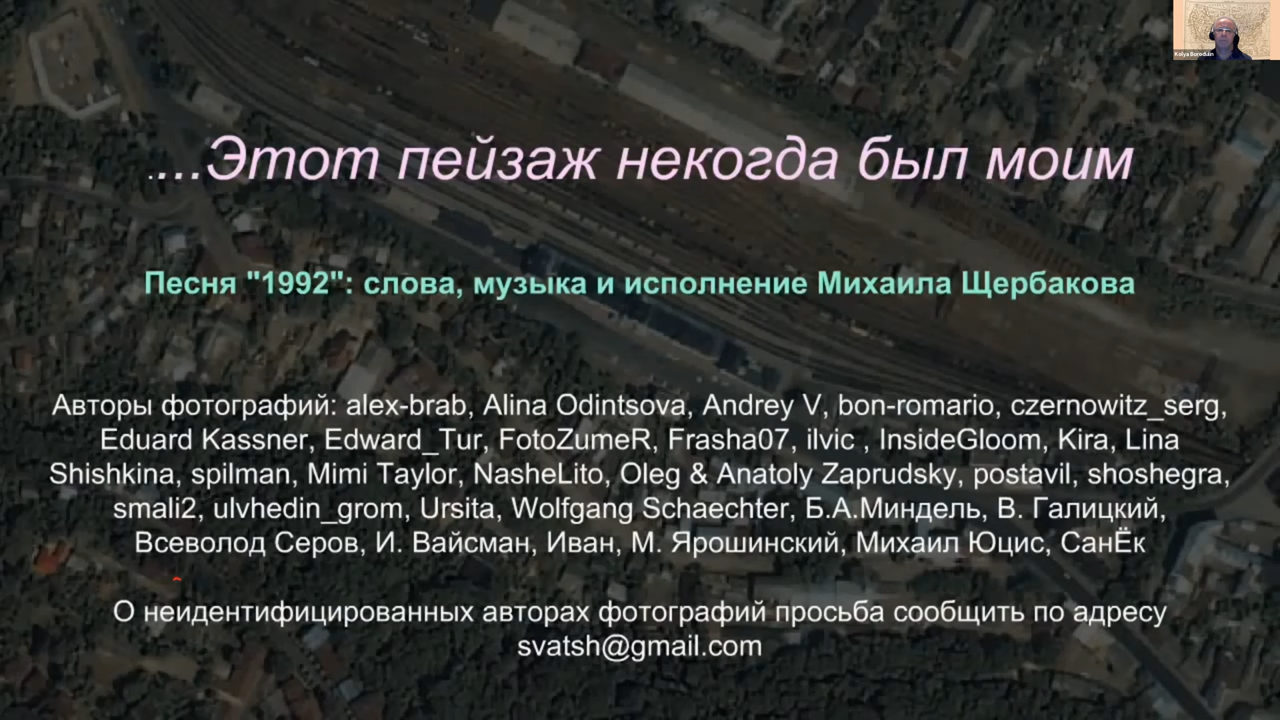 Kolya Borodulin
....Этот пейзаж некогда был моим
Песня "1992": слова, музыка и исполнение Михаила Щербакова
Авторы фотографий: alex-brab, Alina Odintsova, Andrey V, bon-romario, czernowitz_serg,
Eduard Kassner, Edward_Tur, FotoZumeR, Frasha07, ilvic , InsideGloom, Kira, Lina
Shishkina, spilman, Mimi Taylor, NasheLito, Oleg & Anatoly Zaprudsky, postavil, shoshegra,
smali2, ulvhedin_grom, Ursita, Wolfgang Schaechter, Б.А.Миндель, В. Галицкий,
Всеволод Серов, И. Вайсман, Иван, М. Ярошинский, Михаил Юцис, СанЁк
О неидентифицированных авторах фотографий просьба сообщить по адресу
svatsh@gmail.com